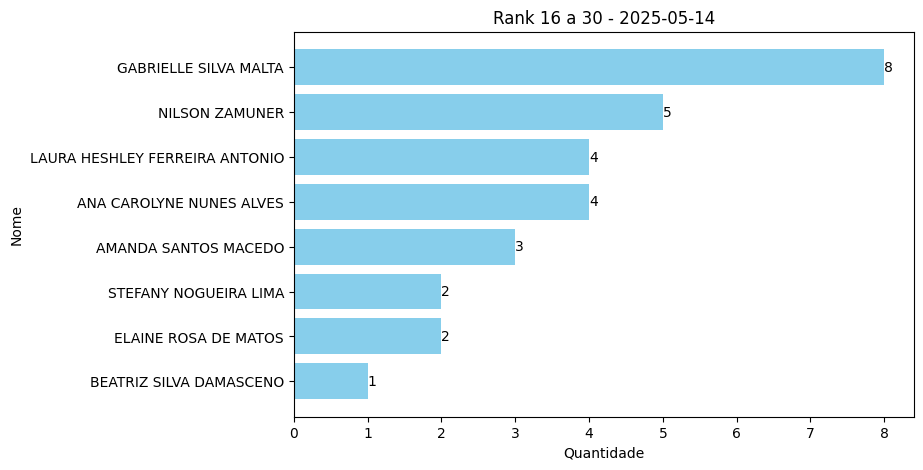 Rank 16 a 30 - 2025-05-14
GABRIELLE SILVA MALTA 8
NILSON ZAMUNER 5
LAURA HESHLEY FERREIRA ANTONIO 4
ANA CAROLYNE NUNES ALVES 4
AMANDA SANTOS MACEDO 3
STEFANY NOGUEIRA LIMA 2
ELAINE ROSA DE MATOS 2
BEATRIZ SILVA DAMASCENO 1
Nome
0 1 2 3 4 5 6 7 8
Quantidade